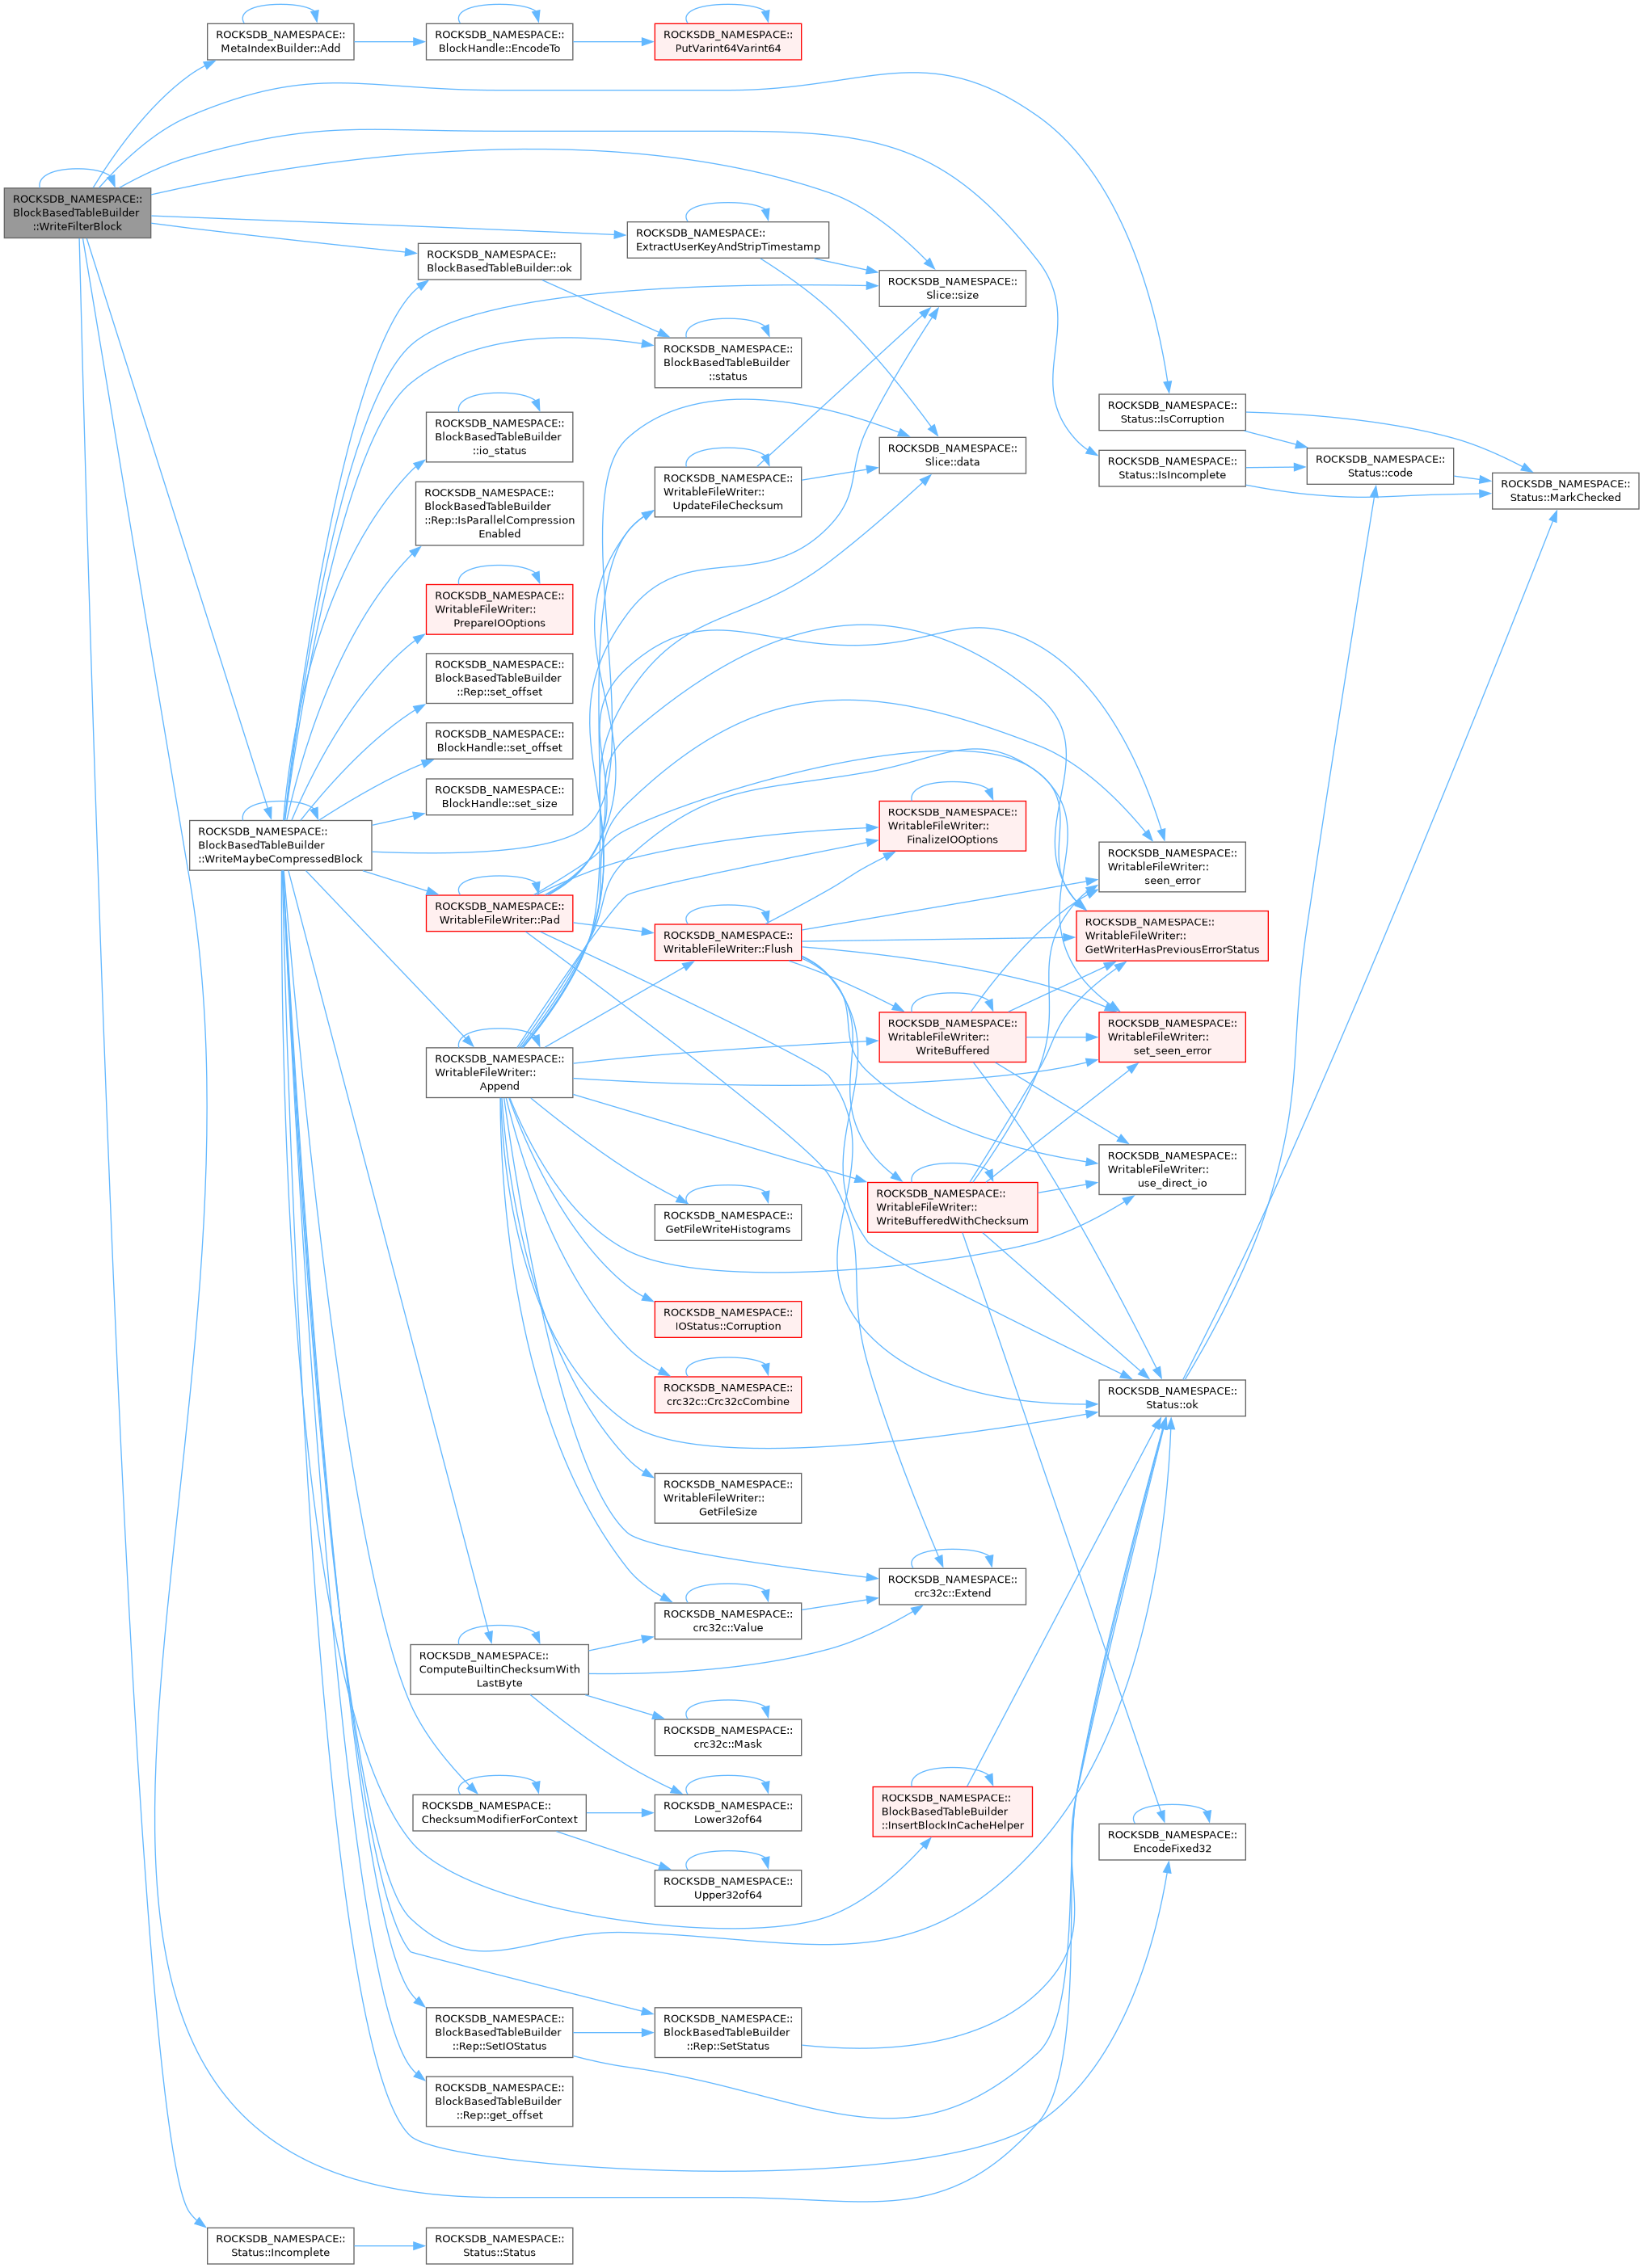 ROCKSDB_NAMESPACE::
MetaIndexBuilder::Add
ROCKSDB_NAMESPACE::
BlockHandle::EncodeTo
ROCKSDB_NAMESPACE::
PutVarint64Varint64
ROCKSDB_NAMESPACE::
BlockBasedTableBuilder
::WriteFilterBlock
ROCKSDB_NAMESPACE::
ExtractUserKeyAndStripTimestamp
ROCKSDB_NAMESPACE::
BlockBasedTableBuilder::ok
ROCKSDB_NAMESPACE::
Slice::size
ROCKSDB_NAMESPACE::
BlockBasedTableBuilder
::status
ROCKSDB_NAMESPACE::
Status::IsCorruption
ROCKSDB_NAMESPACE::
BlockBasedTableBuilder
::io_status
ROCKSDB_NAMESPACE::
Slice::data
ROCKSDB_NAMESPACE::
Status::IsIncomplete
ROCKSDB_NAMESPACE::
Status::code
ROCKSDB_NAMESPACE::
Status::MarkChecked
ROCKSDB_NAMESPACE::
WritableFileWriter::
UpdateFileChecksum
ROCKSDB_NAMESPACE::
BlockBasedTableBuilder
::Rep::IsParallelCompression
Enabled
ROCKSDB_NAMESPACE::
WritableFileWriter::
PrepareIOOptions
ROCKSDB_NAMESPACE::
BlockBasedTableBuilder
::Rep::set_offset
ROCKSDB_NAMESPACE::
BlockHandle::set_offset
ROCKSDB_NAMESPACE::
BlockHandle::set_size
ROCKSDB_NAMESPACE::
BlockBasedTableBuilder
::WriteMaybeCompressedBlock
ROCKSDB_NAMESPACE::
WritableFileWriter::
FinalizeIOOptions
ROCKSDB_NAMESPACE::
WritableFileWriter::
seen_error
ROCKSDB_NAMESPACE::
WritableFileWriter::Pad
ROCKSDB_NAMESPACE::
WritableFileWriter::Flush
ROCKSDB_NAMESPACE::
WritableFileWriter::
GetWriterHasPreviousErrorStatus
ROCKSDB_NAMESPACE::
WritableFileWriter::
WriteBuffered
ROCKSDB_NAMESPACE::
WritableFileWriter::
set_seen_error
ROCKSDB_NAMESPACE::
WritableFileWriter::
Append
ROCKSDB_NAMESPACE::
WritableFileWriter::
use_direct_io
ROCKSDB_NAMESPACE::
WritableFileWriter::
WriteBufferedWithChecksum
ROCKSDB_NAMESPACE::
GetFileWriteHistograms
ROCKSDB_NAMESPACE::
IOStatus::Corruption
ROCKSDB_NAMESPACE::
crc32c::Crc32cCombine
ROCKSDB_NAMESPACE::
Status::ok
ROCKSDB_NAMESPACE::
WritableFileWriter::
GetFileSize
ROCKSDB_NAMESPACE::
crc32c::Extend
ROCKSDB_NAMESPACE::
crc32c::Value
ROCKSDB_NAMESPACE::
ComputeBuiltinChecksumWith
LastByte
ROCKSDB_NAMESPACE::
crc32c::Mask
ROCKSDB_NAMESPACE::
ChecksumModifierForContext
ROCKSDB_NAMESPACE::
Lower32of64
ROCKSDB_NAMESPACE::
BlockBasedTableBuilder
::InsertBlockInCacheHelper
ROCKSDB_NAMESPACE::
EncodeFixed32
ROCKSDB_NAMESPACE::
Upper32of64
ROCKSDB_NAMESPACE::
BlockBasedTableBuilder
::Rep::SetIOStatus
ROCKSDB_NAMESPACE::
BlockBasedTableBuilder
::Rep::SetStatus
ROCKSDB_NAMESPACE::
BlockBasedTableBuilder
::Rep::get_offset
ROCKSDB_NAMESPACE::
Status::Incomplete
ROCKSDB_NAMESPACE::
Status::Status